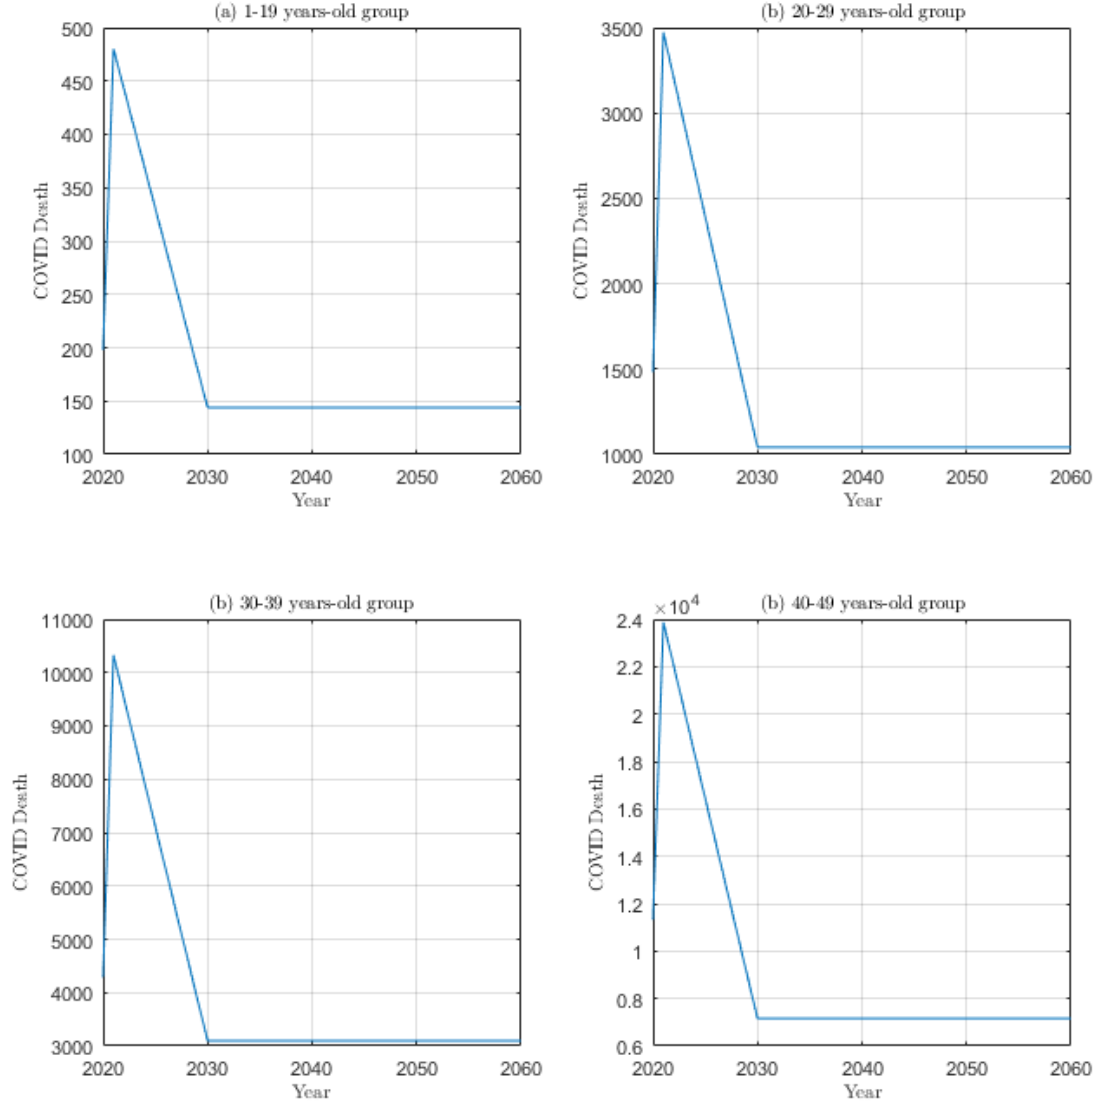 (a) 1-19 years-old group
500
450
400
350
300
250
200
150
100
COVID Death
2020 2030 2040 2050 2060
Year
(b) 20-29 years-old group
3500
3000
2500
2000
1500
1000
COVID Death
2020 2030 2040 2050 2060
Year
(b) 30-39 years-old group
11000
10000
9000
8000
7000
6000
5000
4000
3000
COVID Death
2020 2030 2040 2050 2060
Year
(b) 40-49 years-old group
×10⁴
2.4
2.2
2
1.8
1.6
1.4
1.2
1
0.8
0.6
COVID Death
2020 2030 2040 2050 2060
Year